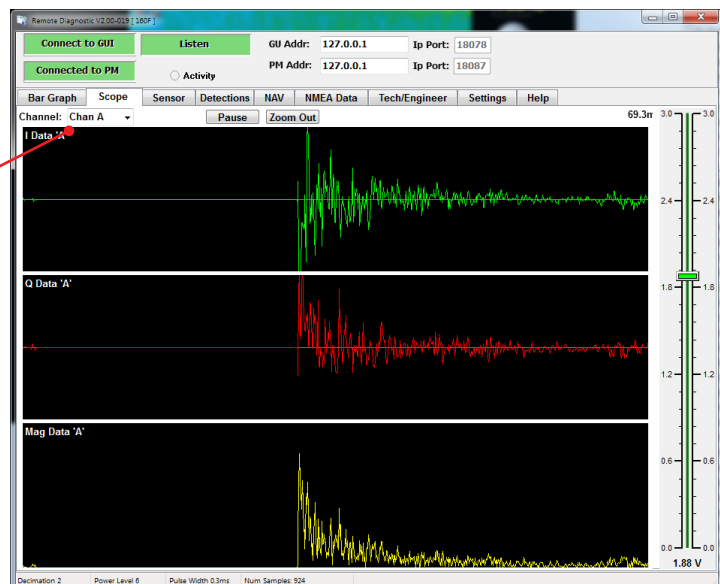 Remote Diagnostic V2.00-019 [ 160F ]
Connect to GUI Listen GU Addr: 127.0.0.1 Ip Port: 18078
Connected to PM Activity PM Addr: 127.0.0.1 Ip Port: 18087
Bar Graph Scope Sensor Detections NAV NMEA Data Tech/Engineer Settings Help
Channel: Chan A Pause Zoom Out 69.3m
I Data 'A'
Q Data 'A'
Mag Data 'A'
3.0 3.0
2.4 2.4
1.8 1.8
1.2 1.2
0.6 0.6
0.0 0.0
1.88 V
Decimation 2 Power Level 6 Pulse Width 0.3ms Num Samples: 924